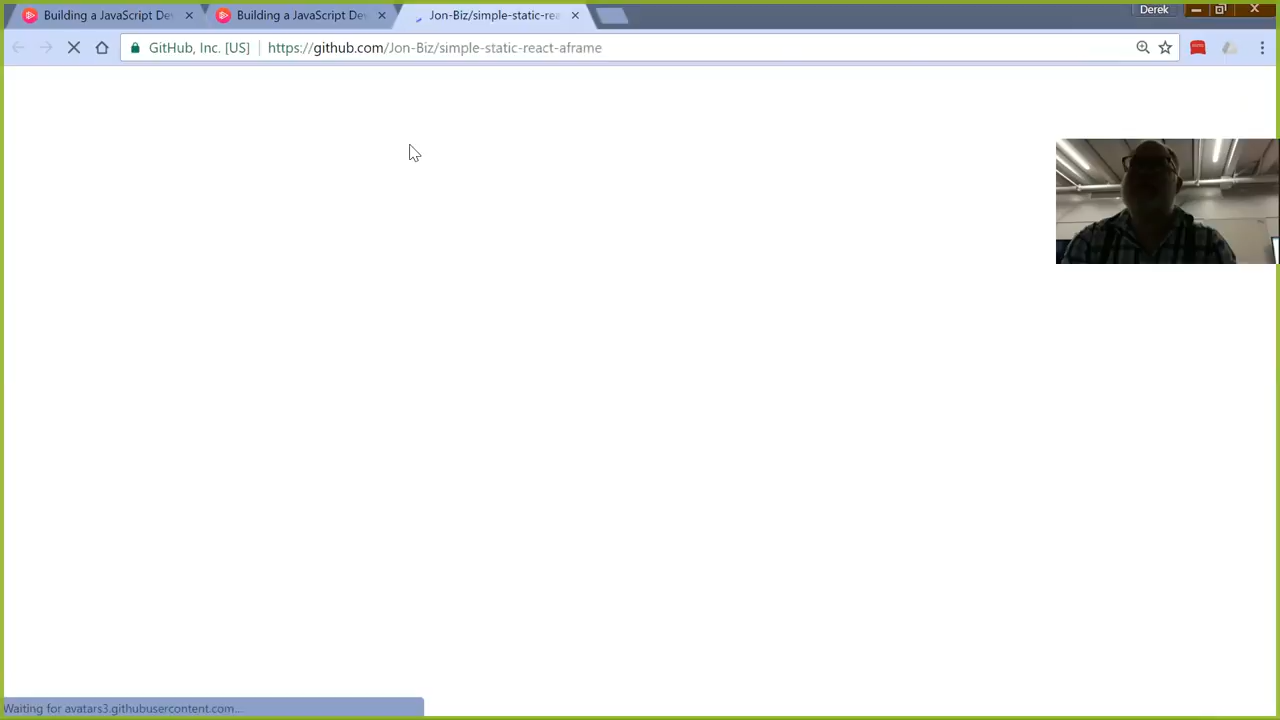 Building a JavaScript De
Building a JavaScript De
Jon-Biz/simple-static-rea
Derek
GitHub, Inc. [US]
https://github.com/Jon-Biz/simple-static-react-aframe
Waiting for avatars3.githubusercontent.com...